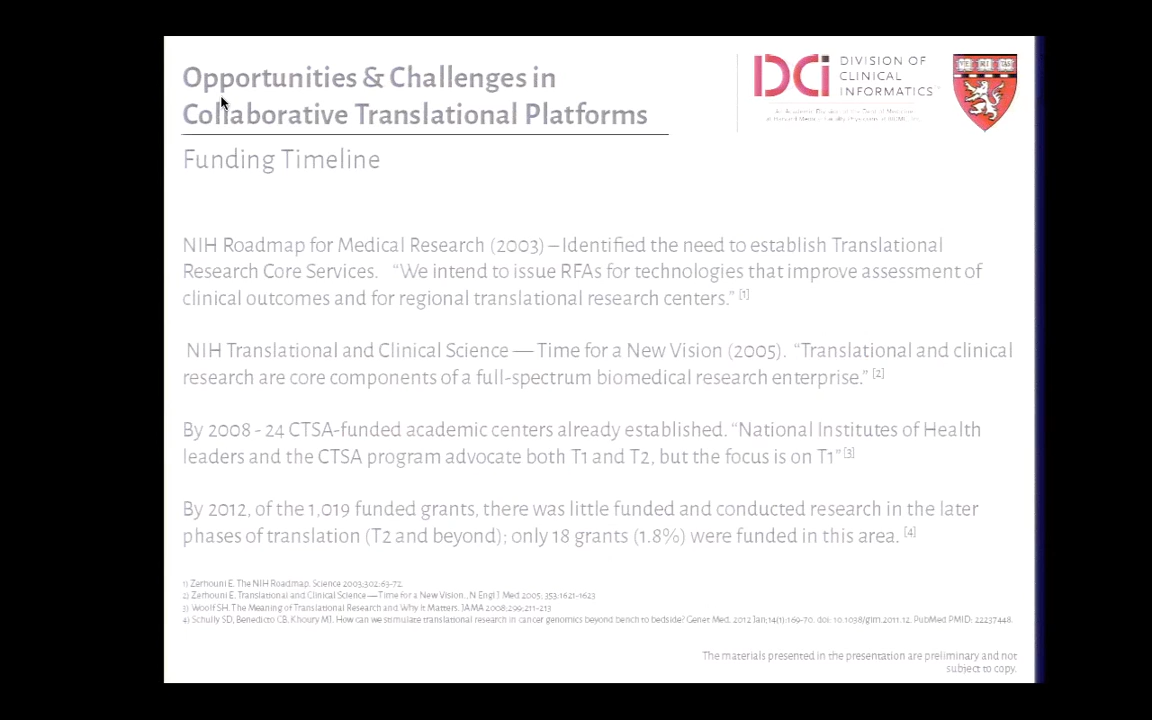 Opportunities & Challenges in
Collaborative Translational Platforms
DCi
DIVISION OF
CLINICAL
INFORMATICS
VE RI TAS
Funding Timeline
NIH Roadmap for Medical Research (2003) – Identified the need to establish Translational
Research Core Services. “We intend to issue RFAs for technologies that improve assessment of
clinical outcomes and for regional translational research centers.” [1]
NIH Translational and Clinical Science — Time for a New Vision (2005). “Translational and clinical
research are core components of a full-spectrum biomedical research enterprise.” [2]
By 2008 - 24 CTSA-funded academic centers already established. “National Institutes of Health
leaders and the CTSA program advocate both T1 and T2, but the focus is on T1” [3]
By 2012, of the 1,019 funded grants, there was little funded and conducted research in the later
phases of translation (T2 and beyond); only 18 grants (1.8%) were funded in this area. [4]
1) Zerhouni E. The NIH Roadmap. Science 2003;302:63-72.
2) Zerhouni E. Translational and Clinical Science — Time for a New Vision., N Engl J Med 2005; 353:1621-1623
3) Woolf SH. The Meaning of Translational Research and Why It Matters. JAMA 2008;299:211-213
4) Schully SD, Benedicto CB, Khoury MJ. How can we stimulate translational research in cancer genomics beyond bench to bedside? Genet Med. 2012 Jan;14(1):169-70. doi: 10.1038/gim.2011.12. PubMed PMID: 22237448.
The materials presented in the presentation are preliminary and not
subject to copy.